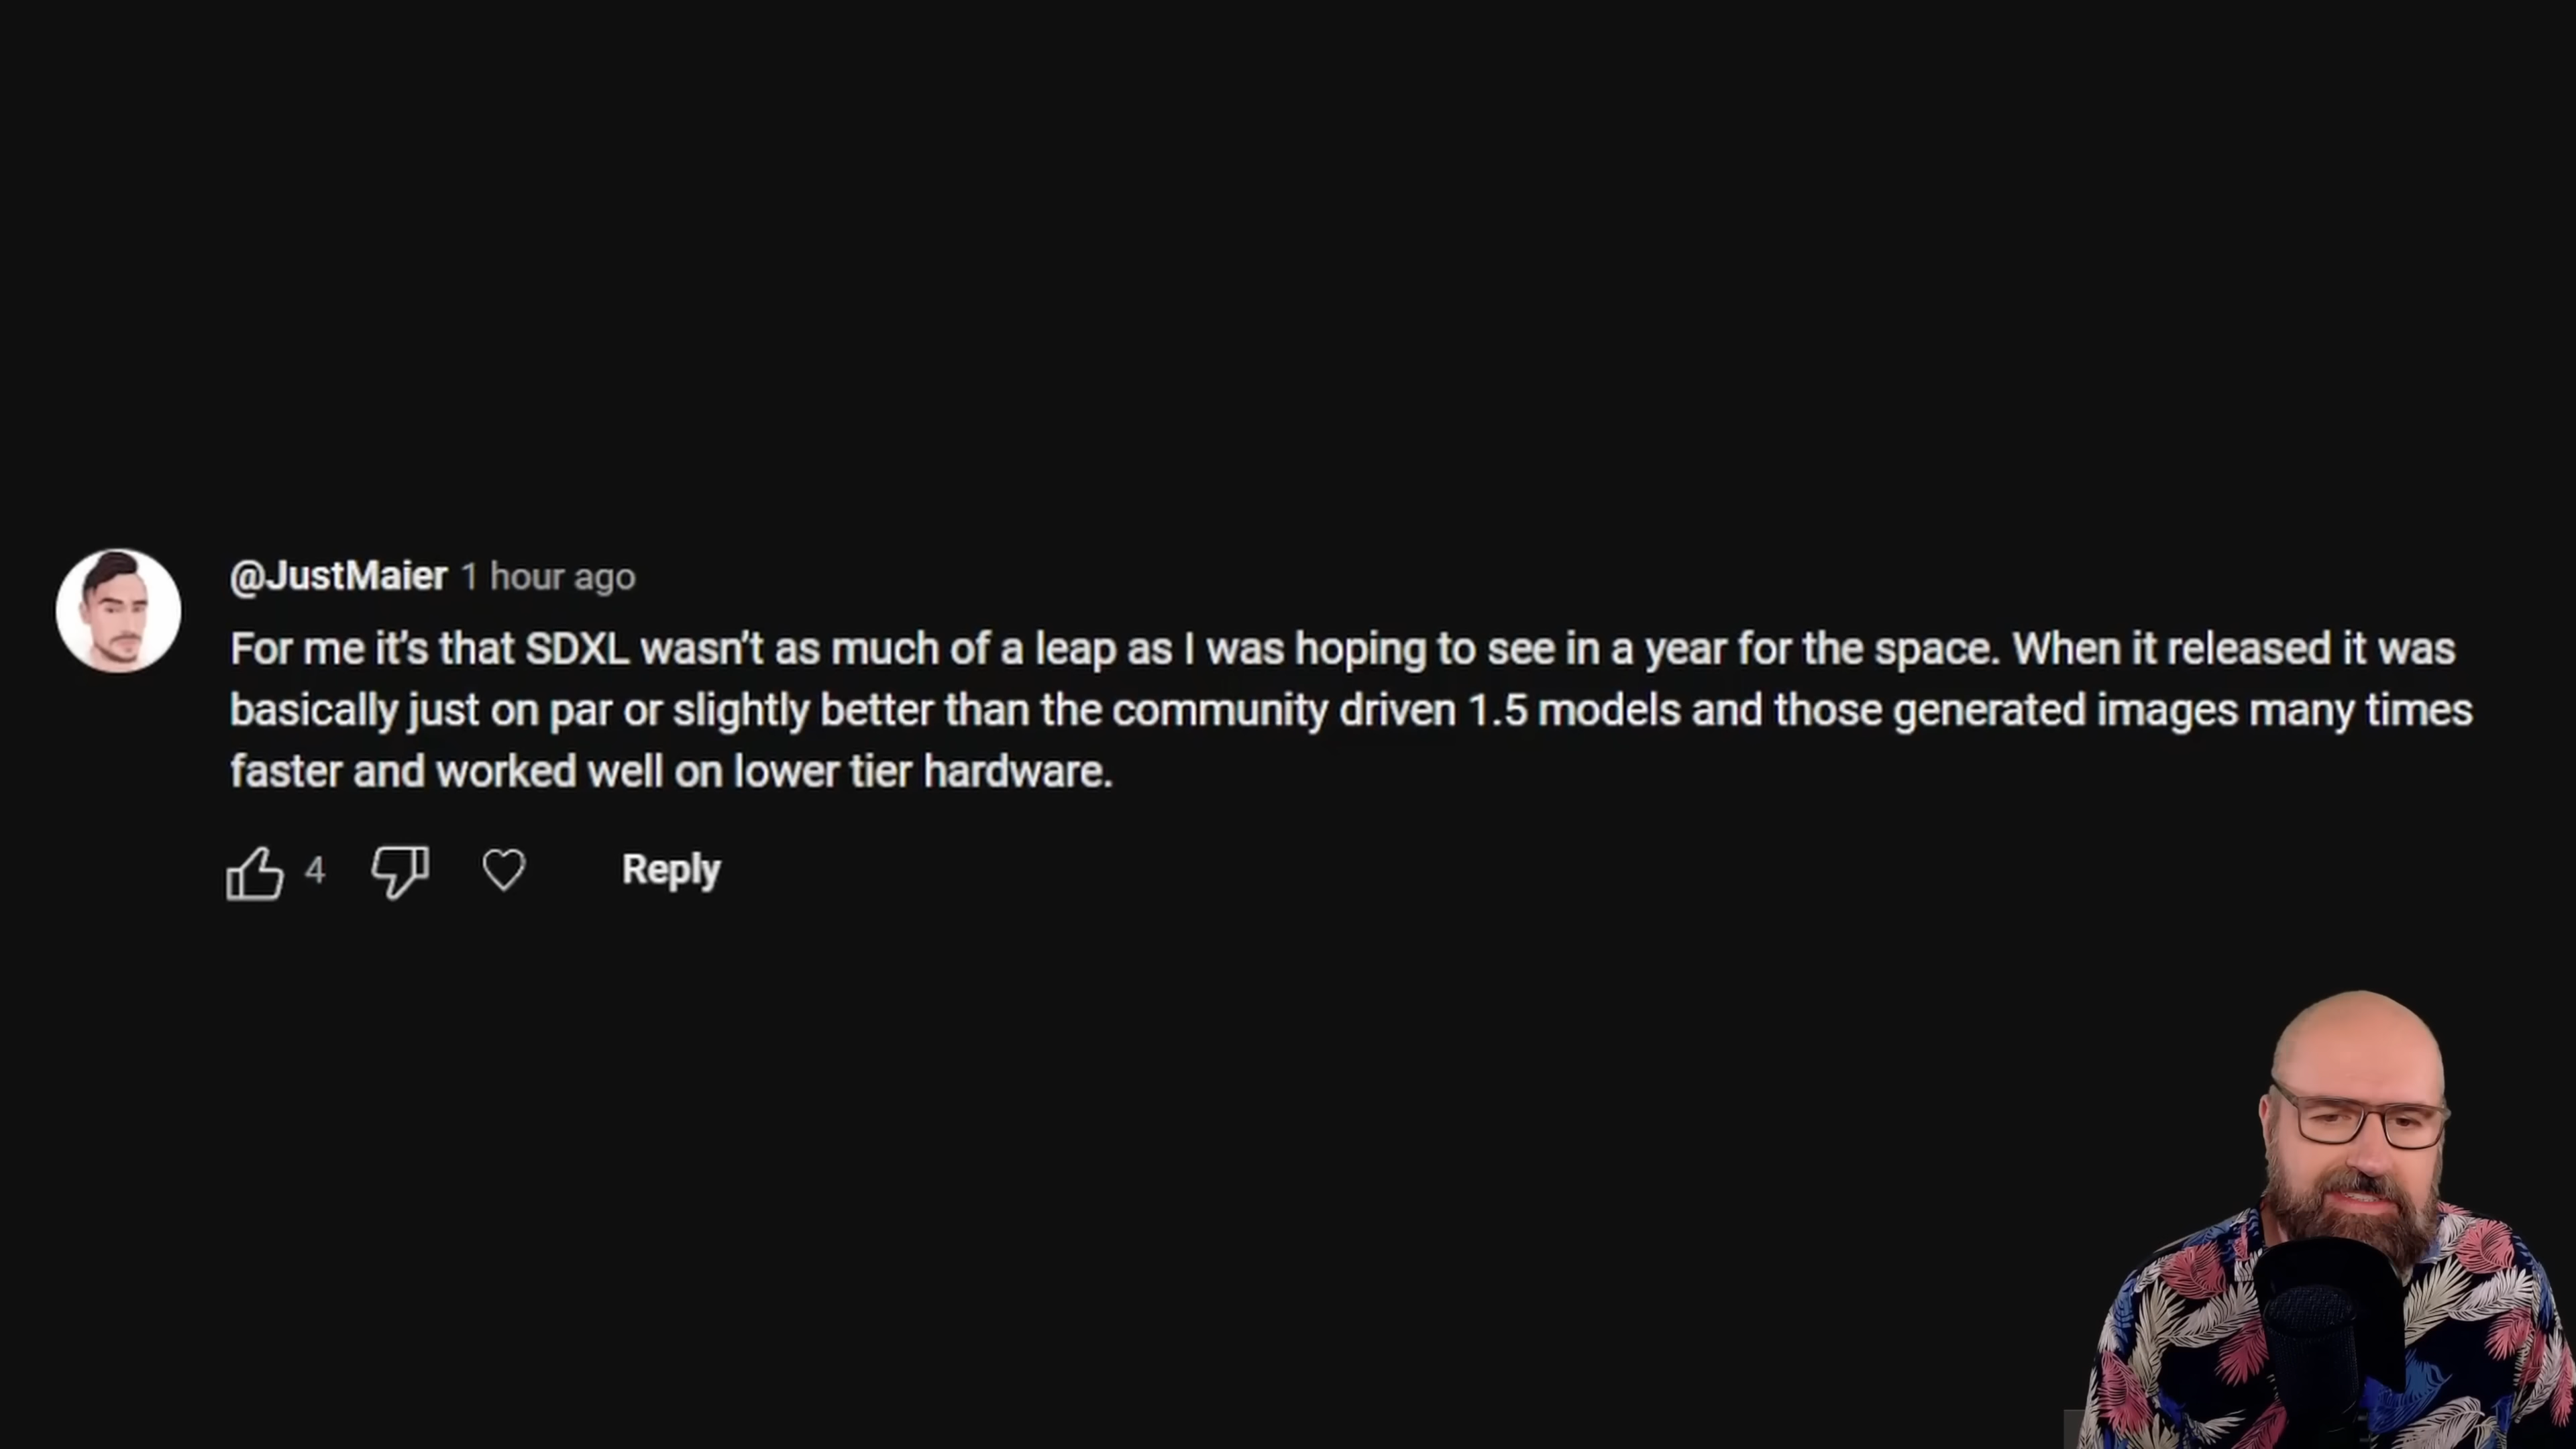 @JustMaier 1 hour ago
For me it’s that SDXL wasn’t as much of a leap as I was hoping to see in a year for the space. When it released it was
basically just on par or slightly better than the community driven 1.5 models and those generated images many times
faster and worked well on lower tier hardware.
4 Reply